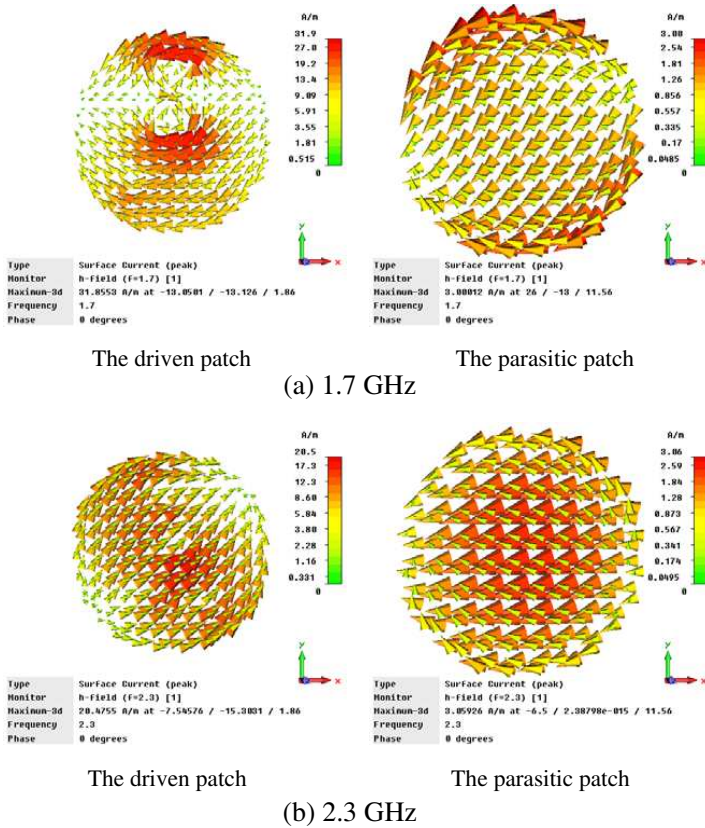 A/m
31.9
27.8
19.2
13.4
9.09
5.91
3.55
1.81
0.515
0
y
x
Type Surface Current (peak)
Monitor h-field (f=1.7) [1]
Maximum-3d 31.8553 A/m at -13.0501 / -13.126 / 1.86
Frequency 1.7
Phase 0 degrees
The driven patch
A/m
3.00
2.54
1.81
1.26
0.856
0.557
0.335
0.17
0.0485
0
y
x
Type Surface Current (peak)
Monitor h-field (f=1.7) [1]
Maximum-3d 3.00012 A/m at 26 / -13 / 11.56
Frequency 1.7
Phase 0 degrees
The parasitic patch
(a) 1.7 GHz
A/m
20.5
17.3
12.3
8.60
5.84
3.80
2.28
1.16
0.331
0
y
x
Type Surface Current (peak)
Monitor h-field (f=2.3) [1]
Maximum-3d 20.4755 A/m at -7.54576 / -15.3031 / 1.86
Frequency 2.3
Phase 0 degrees
The driven patch
A/m
3.06
2.59
1.84
1.28
0.873
0.567
0.341
0.174
0.0495
0
y
x
Type Surface Current (peak)
Monitor h-field (f=2.3) [1]
Maximum-3d 3.05926 A/m at -6.5 / 2.38798e-015 / 11.56
Frequency 2.3
Phase 0 degrees
The parasitic patch
(b) 2.3 GHz